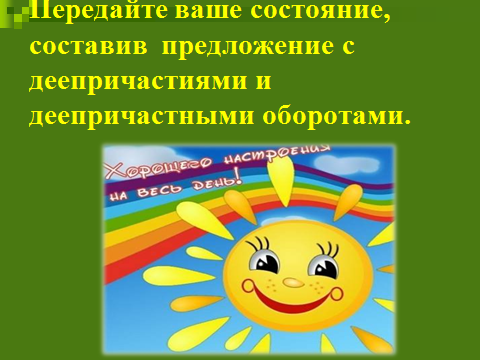 Передайте ваше состояние,
составив предложение с
деепричастиями и
деепричастными оборотами.
Хорошего настроения
на весь день!